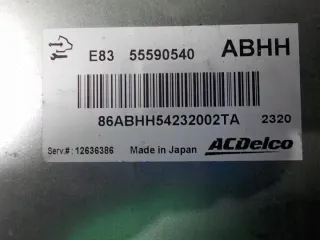 E83 55590540 ABHH
86ABHH54232002TA 2320
Serv.#: 12636386 Made in Japan ACDelco